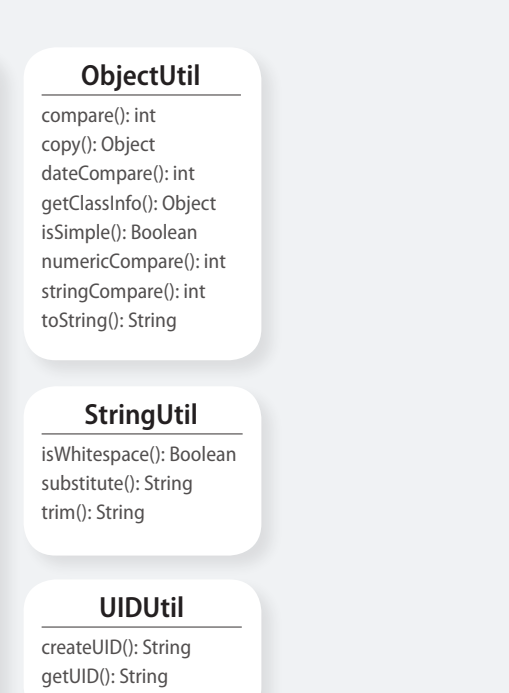 ObjectUtil
compare(): int
copy(): Object
dateCompare(): int
getClassInfo(): Object
isSimple(): Boolean
numericCompare(): int
stringCompare(): int
toString(): String
StringUtil
isWhitespace(): Boolean
substitute(): String
trim(): String
UIDUtil
createUID(): String
getUID(): String